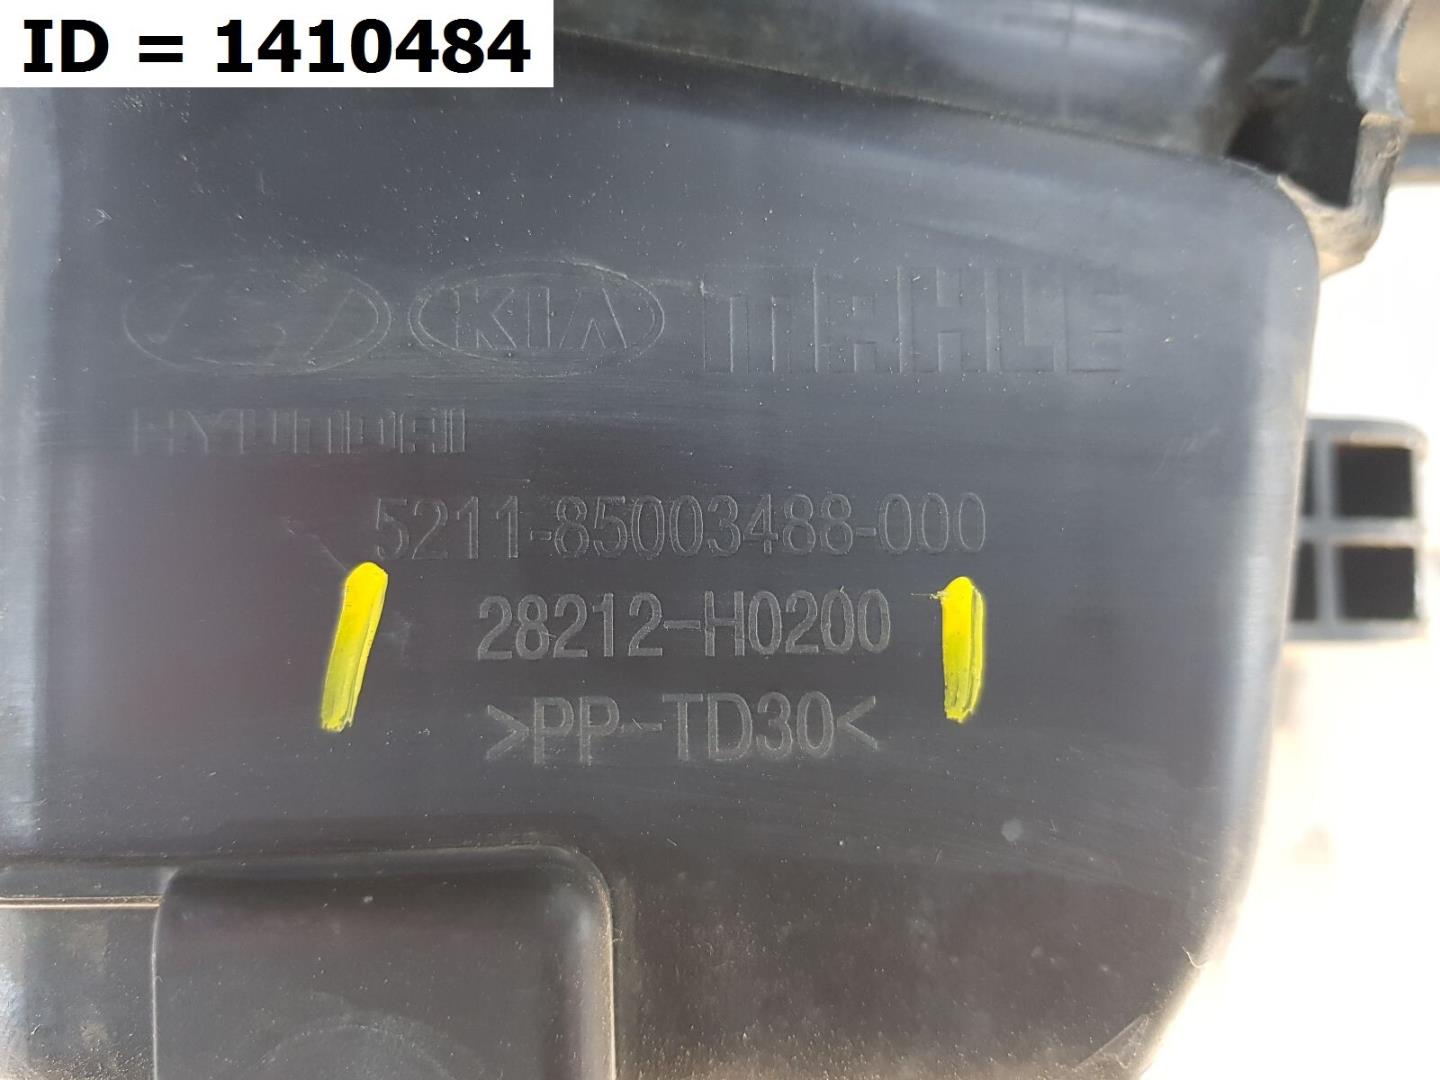 ID = 1410484
KIA MAHLE
HYUNDAI
5211-85003488-000
28212-H0200
>PP-TD30<